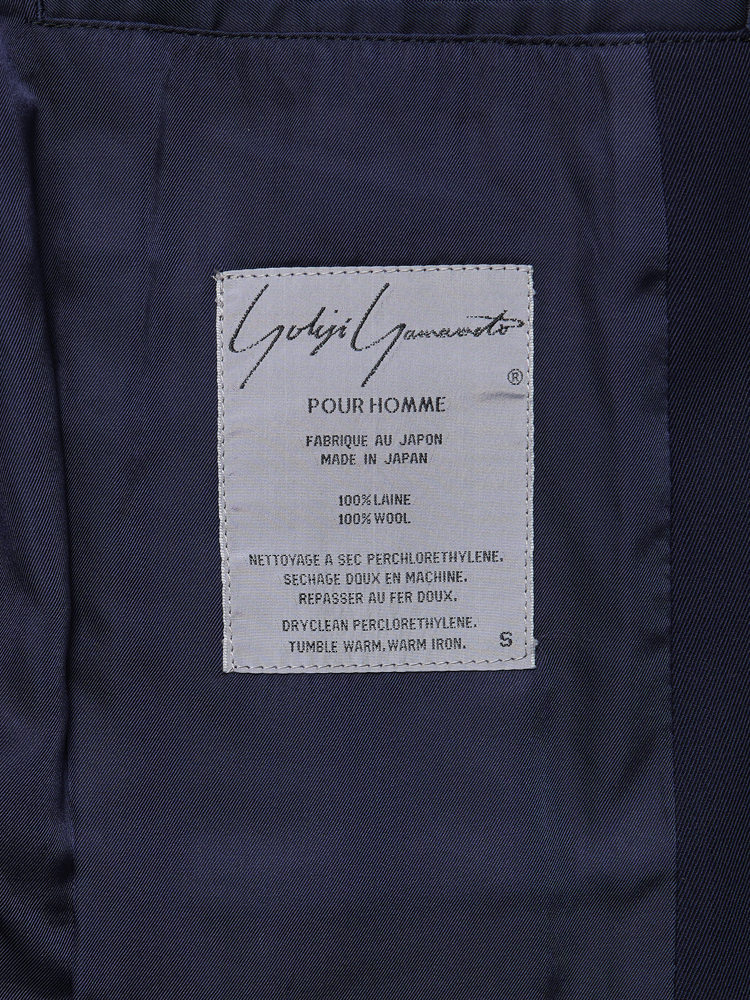 Yohji Yamamoto
®
POUR HOMME
FABRIQUE AU JAPON
MADE IN JAPAN
100% LAINE
100% WOOL
NETTOYAGE A SEC PERCHLORETHYLENE.
SECHAGE DOUX EN MACHINE.
REPASSER AU FER DOUX.
DRYCLEAN PERCLORETHYLENE.
TUMBLE WARM. WARM IRON. S